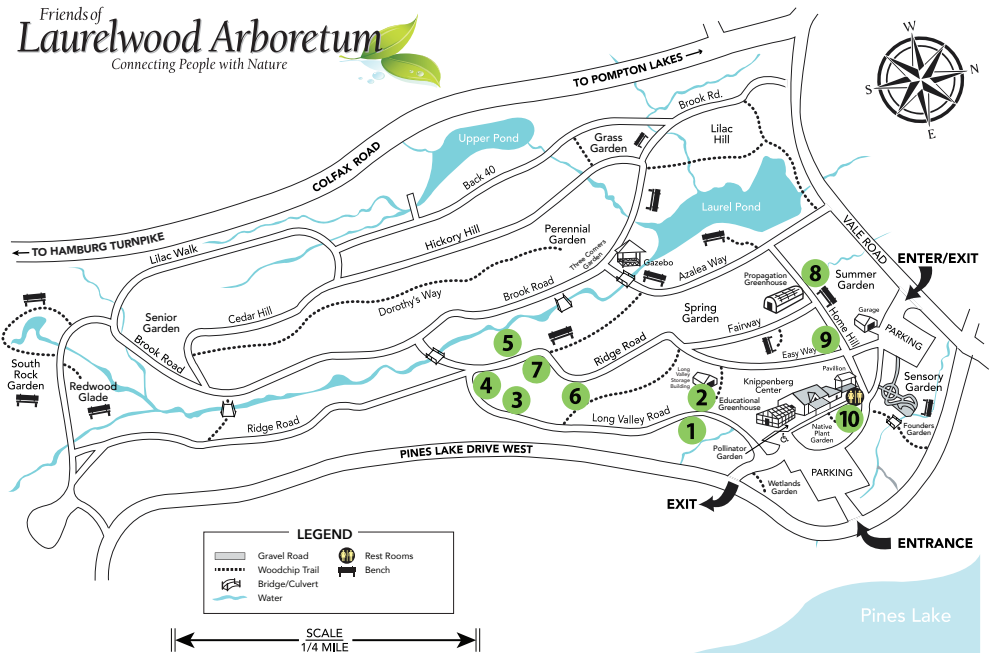 Friends of
Laurelwood Arboretum
Connecting People with Nature
W
N
S
E
TO POMPTON LAKES
COLFAX ROAD
TO HAMBURG TURNPIKE
Brook Rd.
Lilac
Hill
Grass
Garden
Upper Pond
Back 40
Laurel Pond
Lilac Walk
Hickory Hill
Perennial
Garden
Three Corners
Garden
Gazebo
Azalea Way
VALE ROAD
ENTER/EXIT
Propagation
Greenhouse
8
Summer
Garden
Garage
Home Hill
PARKING
Cedar Hill
Dorothy's Way
Brook Road
Senior
Garden
Brook Road
Spring
Garden
Fairway
Easy Way
9
5
7
Ridge Road
South
Rock
Garden
Redwood
Glade
4
3
6
Long
Valley
Storage
Building
2
Educational
Greenhouse
Knippenberg
Center
Pavillion
Sensory
Garden
Ridge Road
Long Valley Road
1
10
Native
Plant
Garden
Founders
Garden
Pollinator
Garden
PINES LAKE DRIVE WEST
PARKING
Wetlands
Garden
EXIT
ENTRANCE
LEGEND
Gravel Road
Woodchip Trail
Bridge/Culvert
Water
Rest Rooms
Bench
SCALE
1/4 MILE
Pines Lake